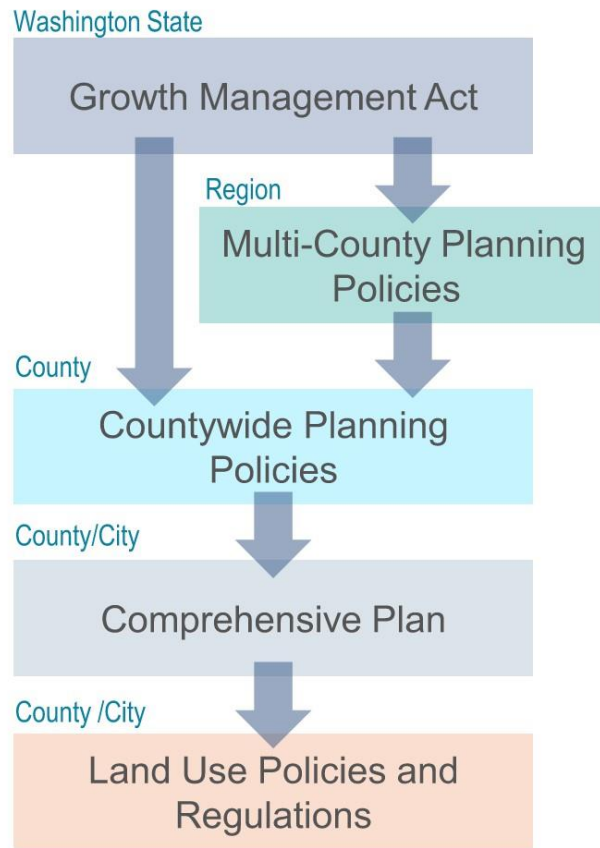 Washington State
Growth Management Act
Region
Multi-County Planning
Policies
County
Countywide Planning
Policies
County/City
Comprehensive Plan
County /City
Land Use Policies and
Regulations